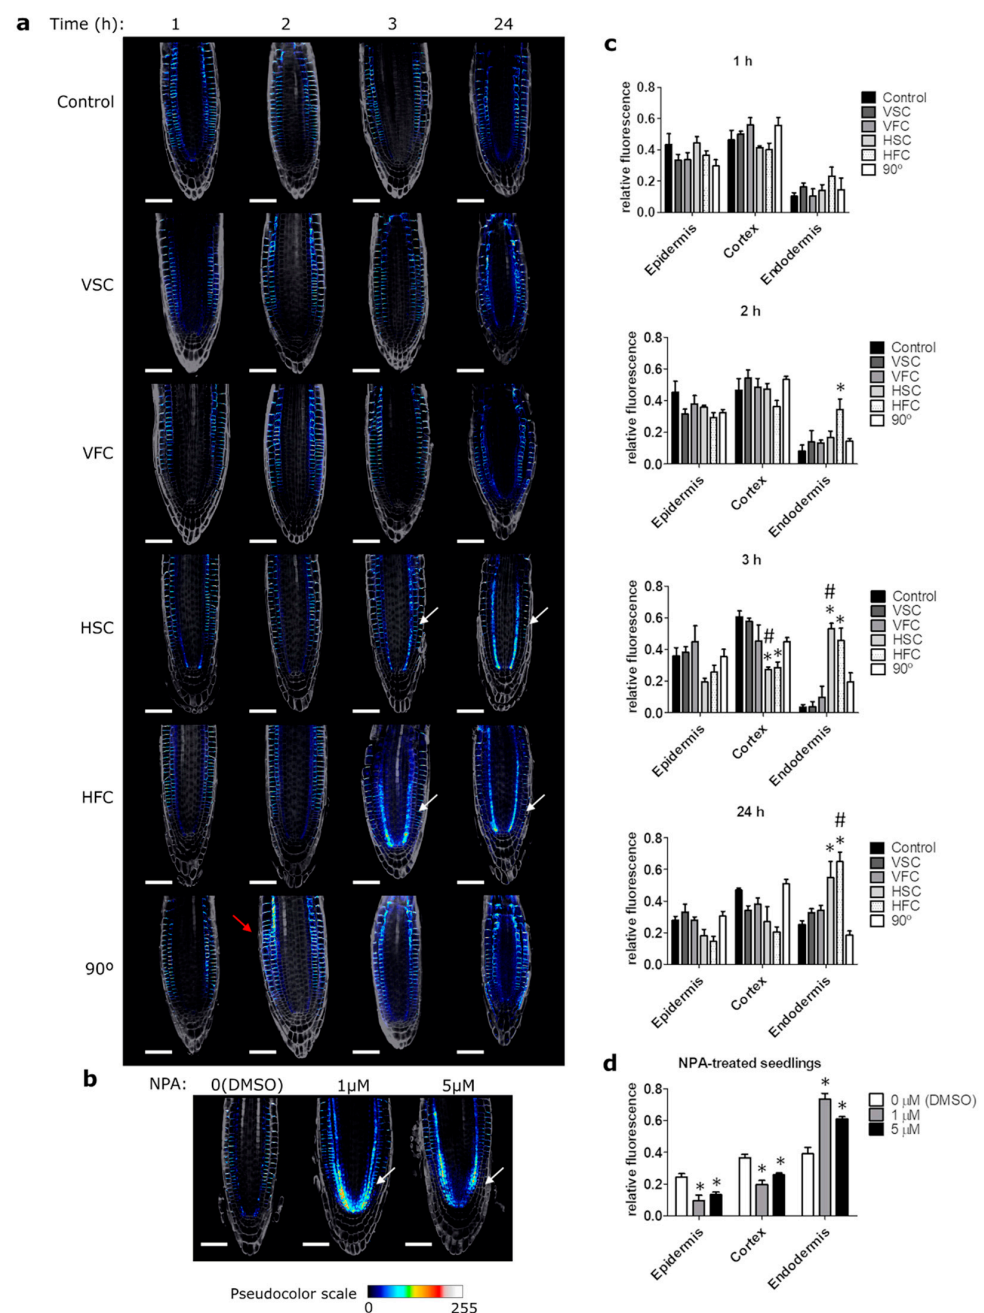 a
Time (h): 1 2 3 24
Control
VSC
VFC
HSC
HFC
90º
b
NPA: 0(DMSO) 1µM 5µM
Pseudocolor scale
0 255
c
1 h
relative fluorescence
0.8
0.6
0.4
0.2
0.0
Epidermis
Cortex
Endodermis
Control
VSC
VFC
HSC
HFC
90º
2 h
relative fluorescence
0.8
0.6
0.4
0.2
0.0
*
Epidermis
Cortex
Endodermis
Control
VSC
VFC
HSC
HFC
90º
3 h
relative fluorescence
0.8
0.6
0.4
0.2
0.0
#
* *
#
* *
Epidermis
Cortex
Endodermis
Control
VSC
VFC
HSC
HFC
90º
24 h
relative fluorescence
0.8
0.6
0.4
0.2
0.0
#
* *
Epidermis
Cortex
Endodermis
Control
VSC
VFC
HSC
HFC
90º
d
NPA-treated seedlings
relative fluorescence
0.8
0.6
0.4
0.2
0.0
* *
* *
* *
Epidermis
Cortex
Endodermis
0 µM (DMSO)
1 µM
5 µM